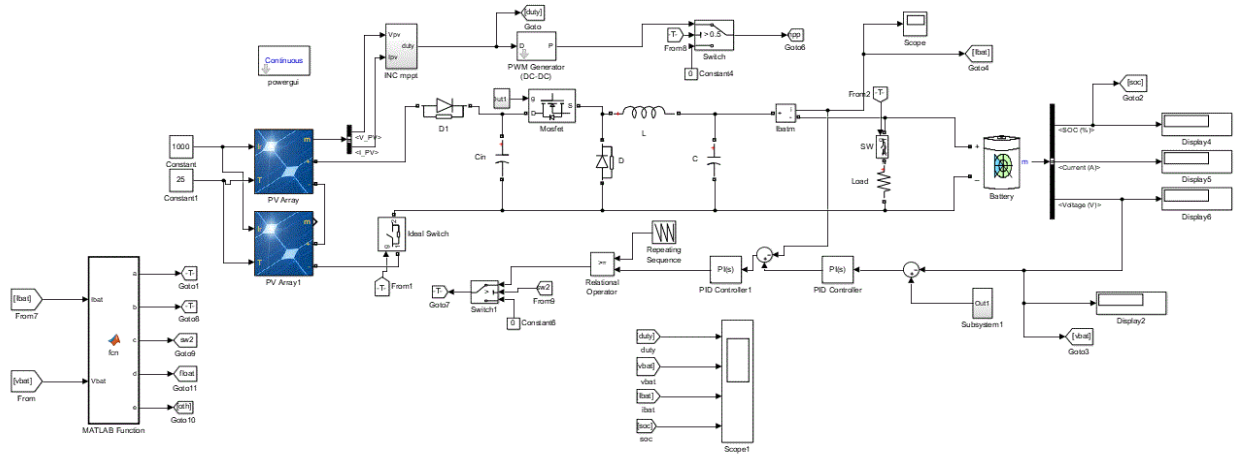 Continuous
powergui
Vpv
Ipv
duty
INC mppt
[duty]
Goto
D
P
PWM Generator
(DC-DC)
-T-
From8
> 0.5
Switch
0
Constant4
Goto6
Scope
[Ibat]
Goto4
From2
-T-
[soc]
Goto2
<SOC (%)>
Display4
<Current (A)>
Display5
<Voltage (V)>
Display6
1000
Constant
25
Constant1
PV Array
PV Array1
m
T
m
T
<V_PV>
<I_PV>
D1
Cin
g
D
S
Mosfet
D
L
C
Ibatm
SW
Load
Battery
m
Ideal Switch
-T-
From1
Repeating
Sequence
>=
Relational
Operator
PI(s)
PID Controller1
PI(s)
PID Controller
Out1
Subsystem1
Display2
[vbat]
Goto3
-T-
Goto7
Switch1
sw2
From9
0
Constant6
[Ibat]
From7
[vbat]
From
Ibat
Vbat
fcn
a
b
c
d
e
MATLAB Function
-T-
Goto1
-T-
Goto8
sw2
Goto9
float
Goto11
Goto10
duty]
duty
vbat]
vbat
Ibat]
ibat
[soc]
soc
Scope1